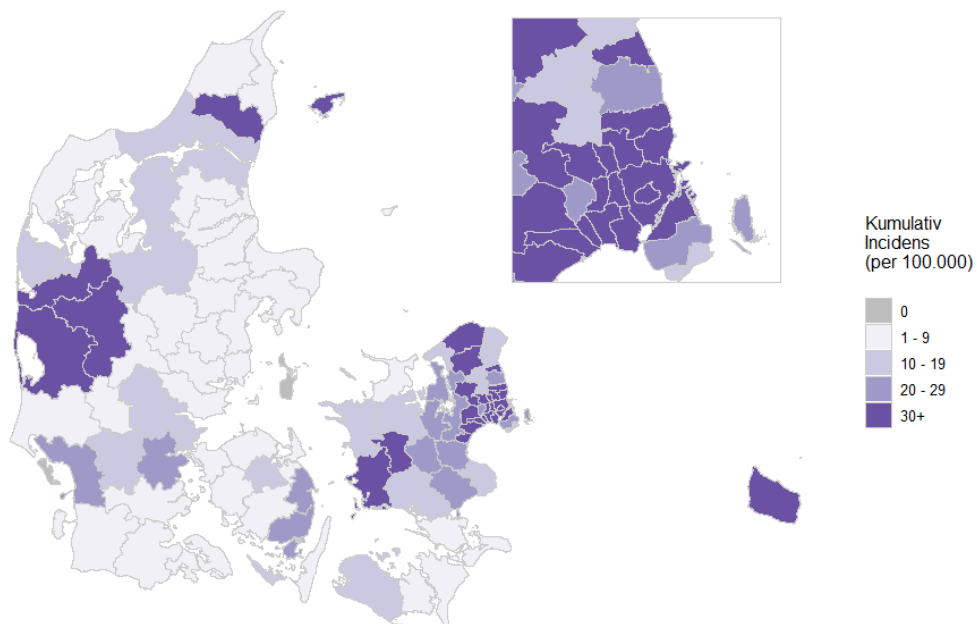 Kumulativ
Incidens
(per 100.000)
0
1 - 9
10 - 19
20 - 29
30+